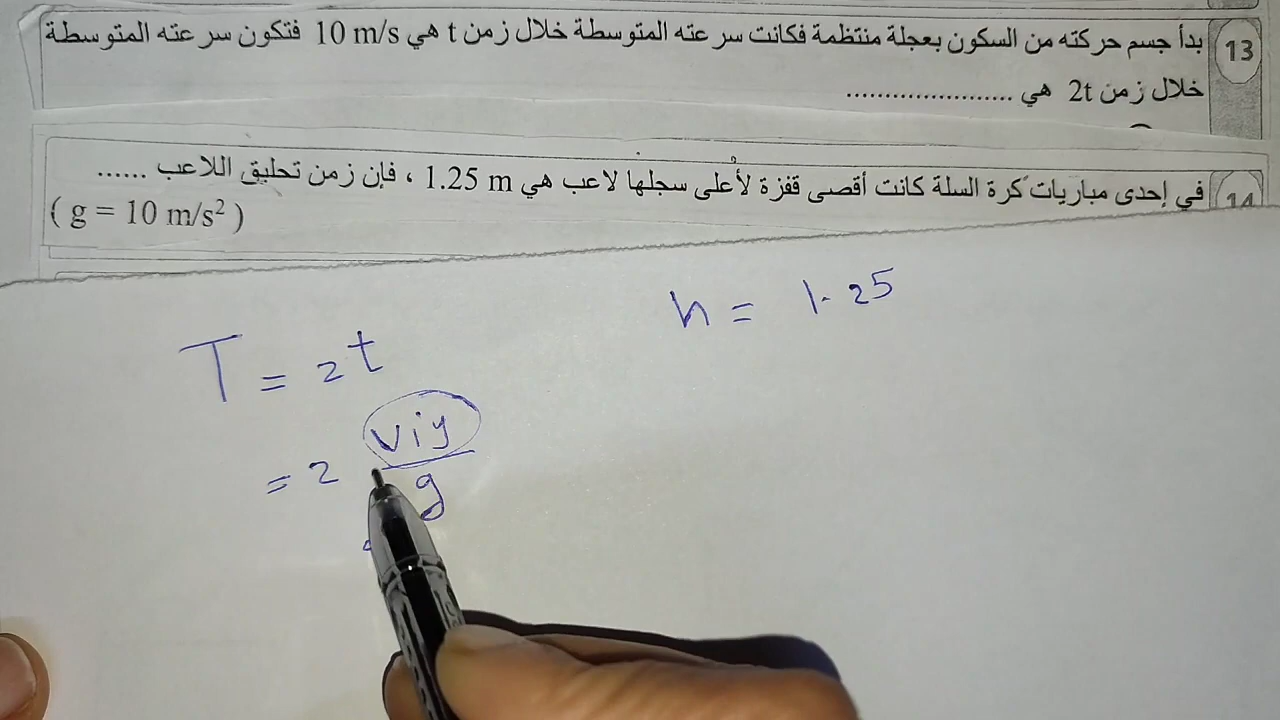 13 بدأ جسم حركته من السكون بعجلة منتظمة فكانت سرعته المتوسطة خلال زمن t هي 10 m/s فتكون سرعته المتوسطة
خلال زمن 2t هي ......................
14 في إحدى مباريات كرة السلة كانت أقصى قفزة لأعلى سجلها لاعب هي 1.25 m ، فإن زمن تحليق اللاعب ......
( g = 10 m/s² )
h = 1.25
T = 2t
= 2 viy
g